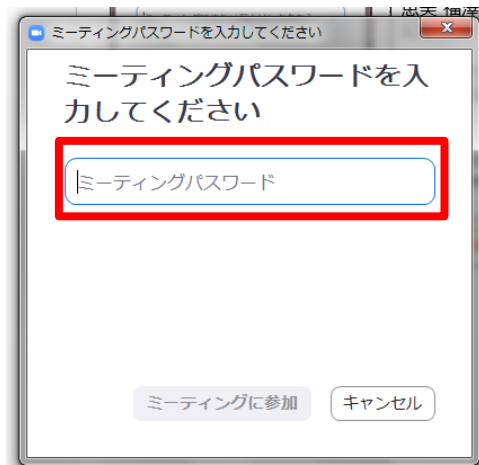 ミーティングパスワードを入力してください
ミーティングパスワードを入
力してください
ミーティングパスワード
ミーティングに参加
キャンセル